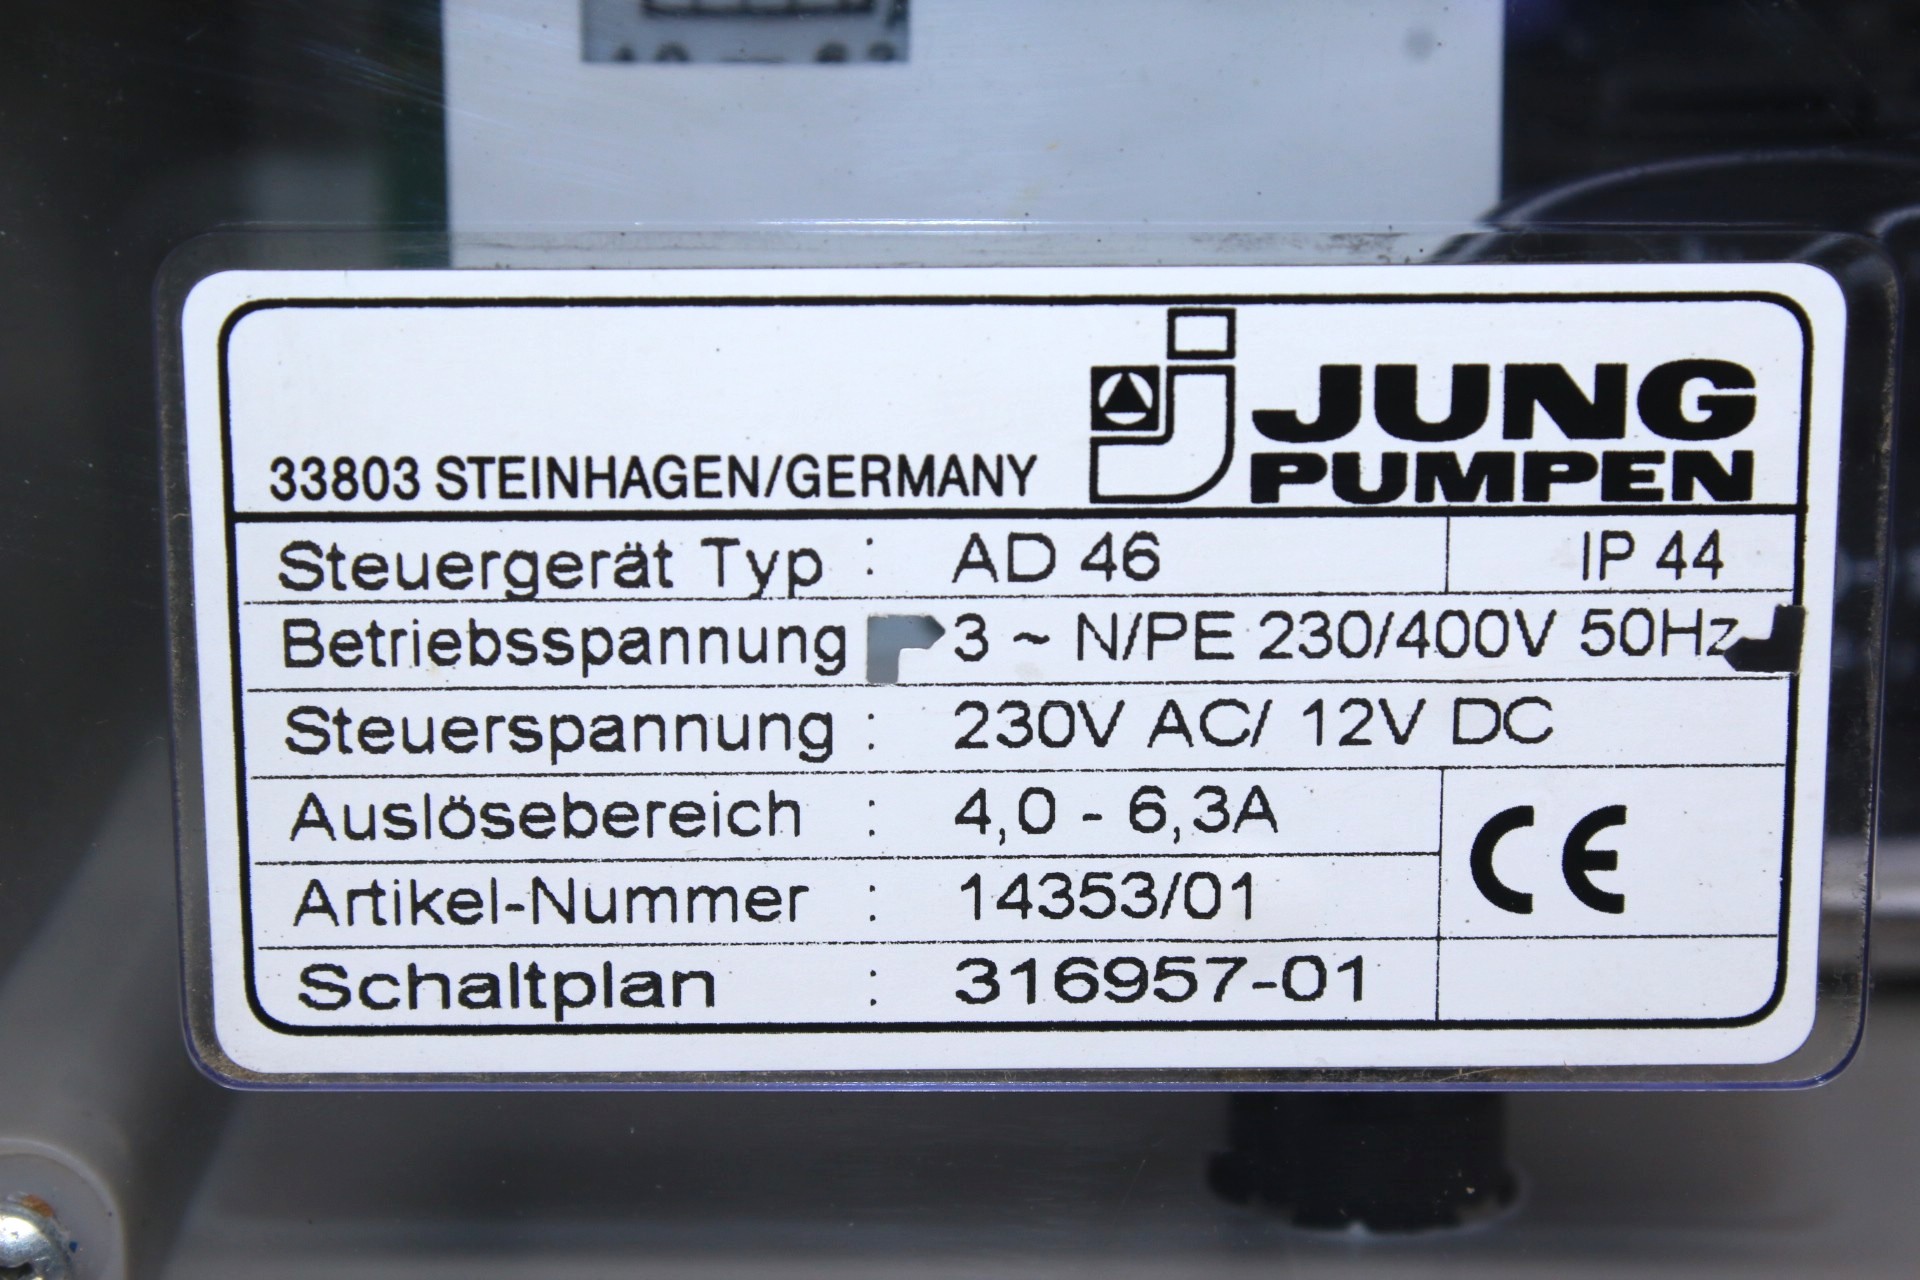 JUNG
33803 STEINHAGEN/GERMANY PUMPEN
Steuergerät Typ : AD 46 IP 44
Betriebsspannung 3 ~ N/PE 230/400V 50Hz
Steuerspannung : 230V AC/ 12V DC
Auslösebereich : 4,0 - 6,3A
Artikel-Nummer : 14353/01
CE
Schaltplan : 316957-01